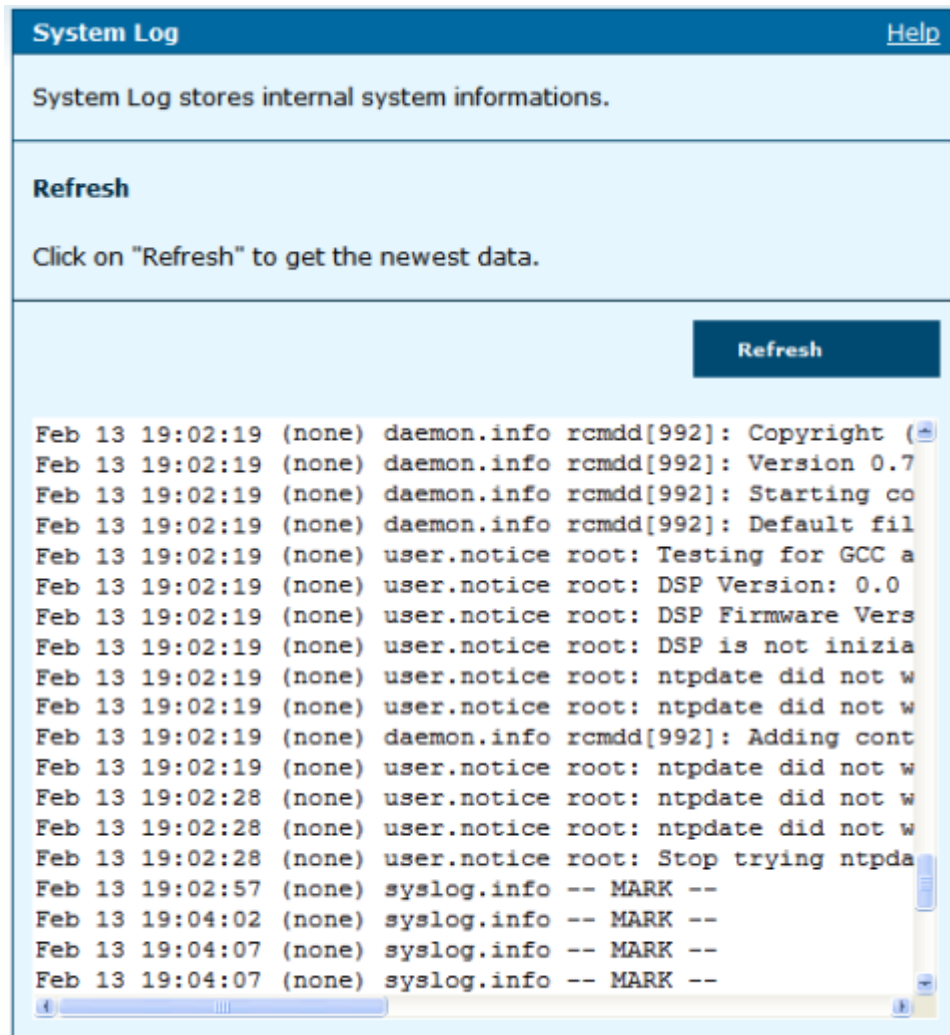 System Log Help
System Log stores internal system informations.
Refresh
Click on "Refresh" to get the newest data.
Refresh
Feb 13 19:02:19 (none) daemon.info rcmdd[992]: Copyright (
Feb 13 19:02:19 (none) daemon.info rcmdd[992]: Version 0.7
Feb 13 19:02:19 (none) daemon.info rcmdd[992]: Starting co
Feb 13 19:02:19 (none) daemon.info rcmdd[992]: Default fil
Feb 13 19:02:19 (none) user.notice root: Testing for GCC a
Feb 13 19:02:19 (none) user.notice root: DSP Version: 0.0
Feb 13 19:02:19 (none) user.notice root: DSP Firmware Vers
Feb 13 19:02:19 (none) user.notice root: DSP is not inizia
Feb 13 19:02:19 (none) user.notice root: ntpdate did not w
Feb 13 19:02:19 (none) user.notice root: ntpdate did not w
Feb 13 19:02:19 (none) daemon.info rcmdd[992]: Adding cont
Feb 13 19:02:19 (none) user.notice root: ntpdate did not w
Feb 13 19:02:28 (none) user.notice root: ntpdate did not w
Feb 13 19:02:28 (none) user.notice root: ntpdate did not w
Feb 13 19:02:28 (none) user.notice root: Stop trying ntpda
Feb 13 19:02:57 (none) syslog.info -- MARK --
Feb 13 19:04:02 (none) syslog.info -- MARK --
Feb 13 19:04:07 (none) syslog.info -- MARK --
Feb 13 19:04:07 (none) syslog.info -- MARK --